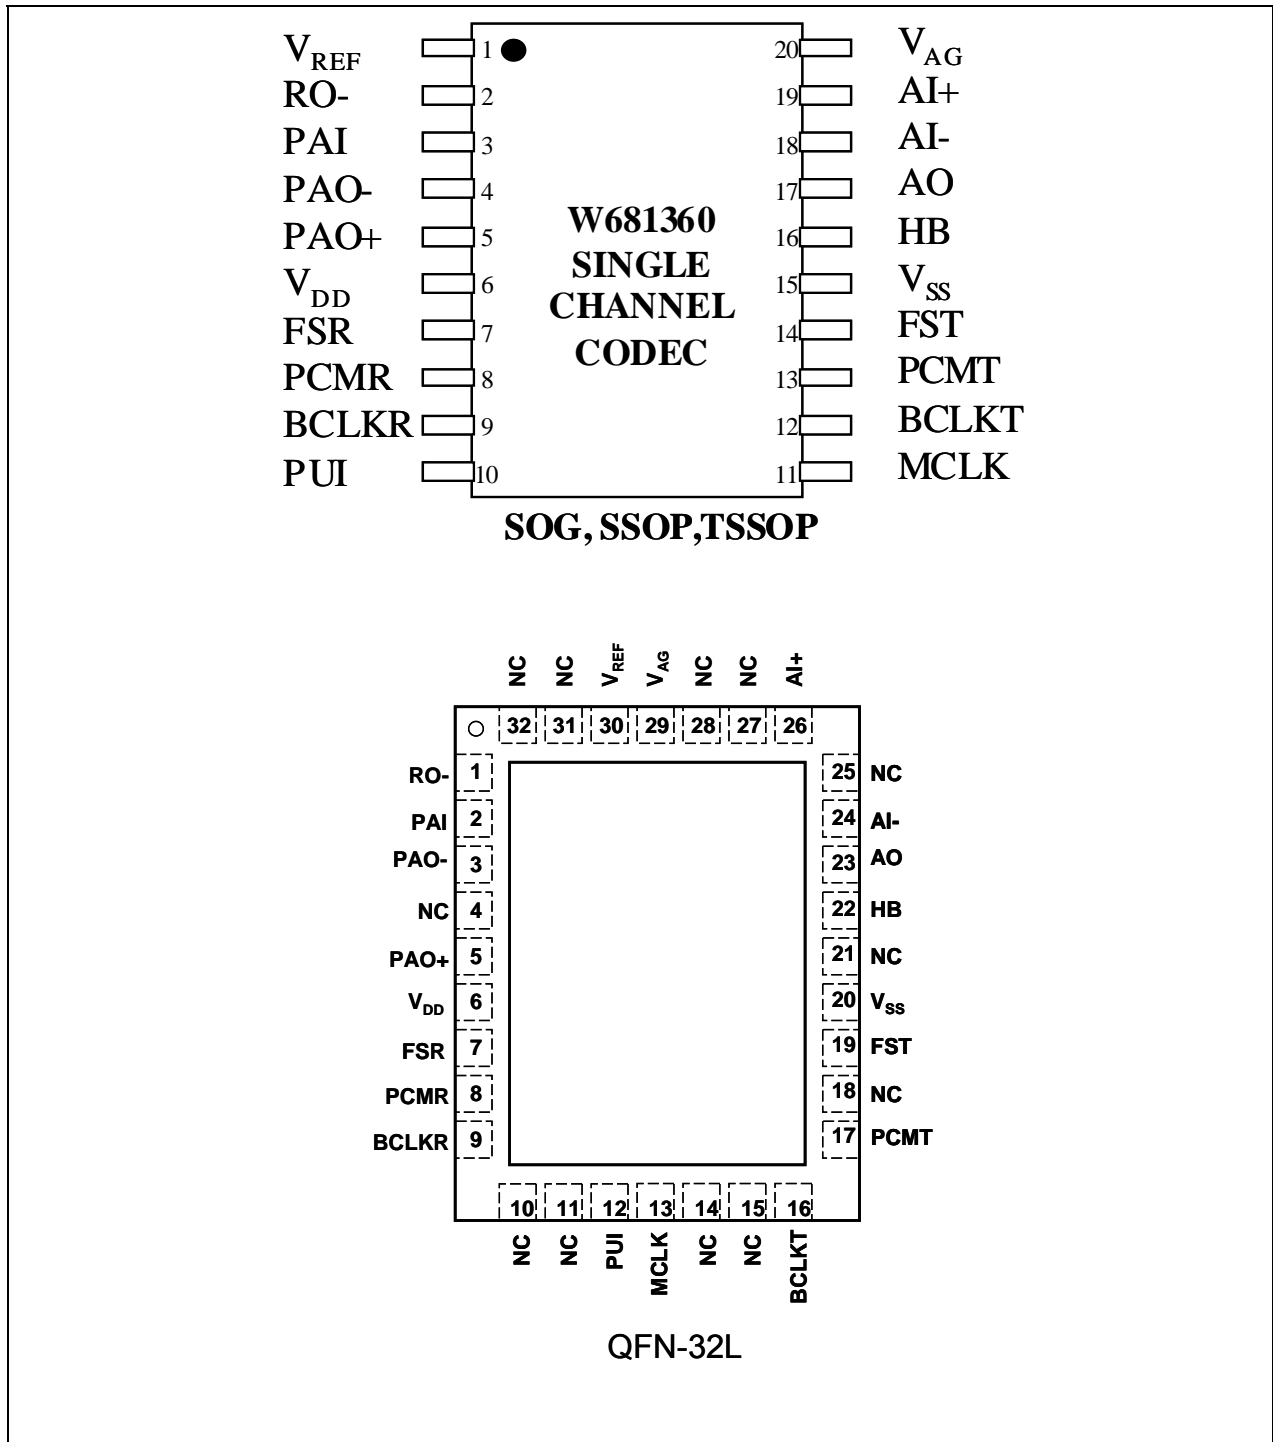 VREF 1 20 VAG
RO- 2 19 AI+
PAI 3 18 AI-
PAO- 4 17 AO
PAO+ 5 16 HB
VDD 6 15 VSS
FSR 7 14 FST
PCMR 8 13 PCMT
BCLKR 9 12 BCLKT
PUI 10 11 MCLK
W681360
SINGLE
CHANNEL
CODEC
SOG, SSOP,TSSOP
NC NC VREF VAG NC NC AI+
32 31 30 29 28 27 26
RO- 1 25 NC
PAI 2 24 AI-
PAO- 3 23 AO
NC 4 22 HB
PAO+ 5 21 NC
VDD 6 20 VSS
FSR 7 19 FST
PCMR 8 18 NC
BCLKR 9 17 PCMT
10 11 12 13 14 15 16
NC NC PUI MCLK NC NC BCLKT
QFN-32L